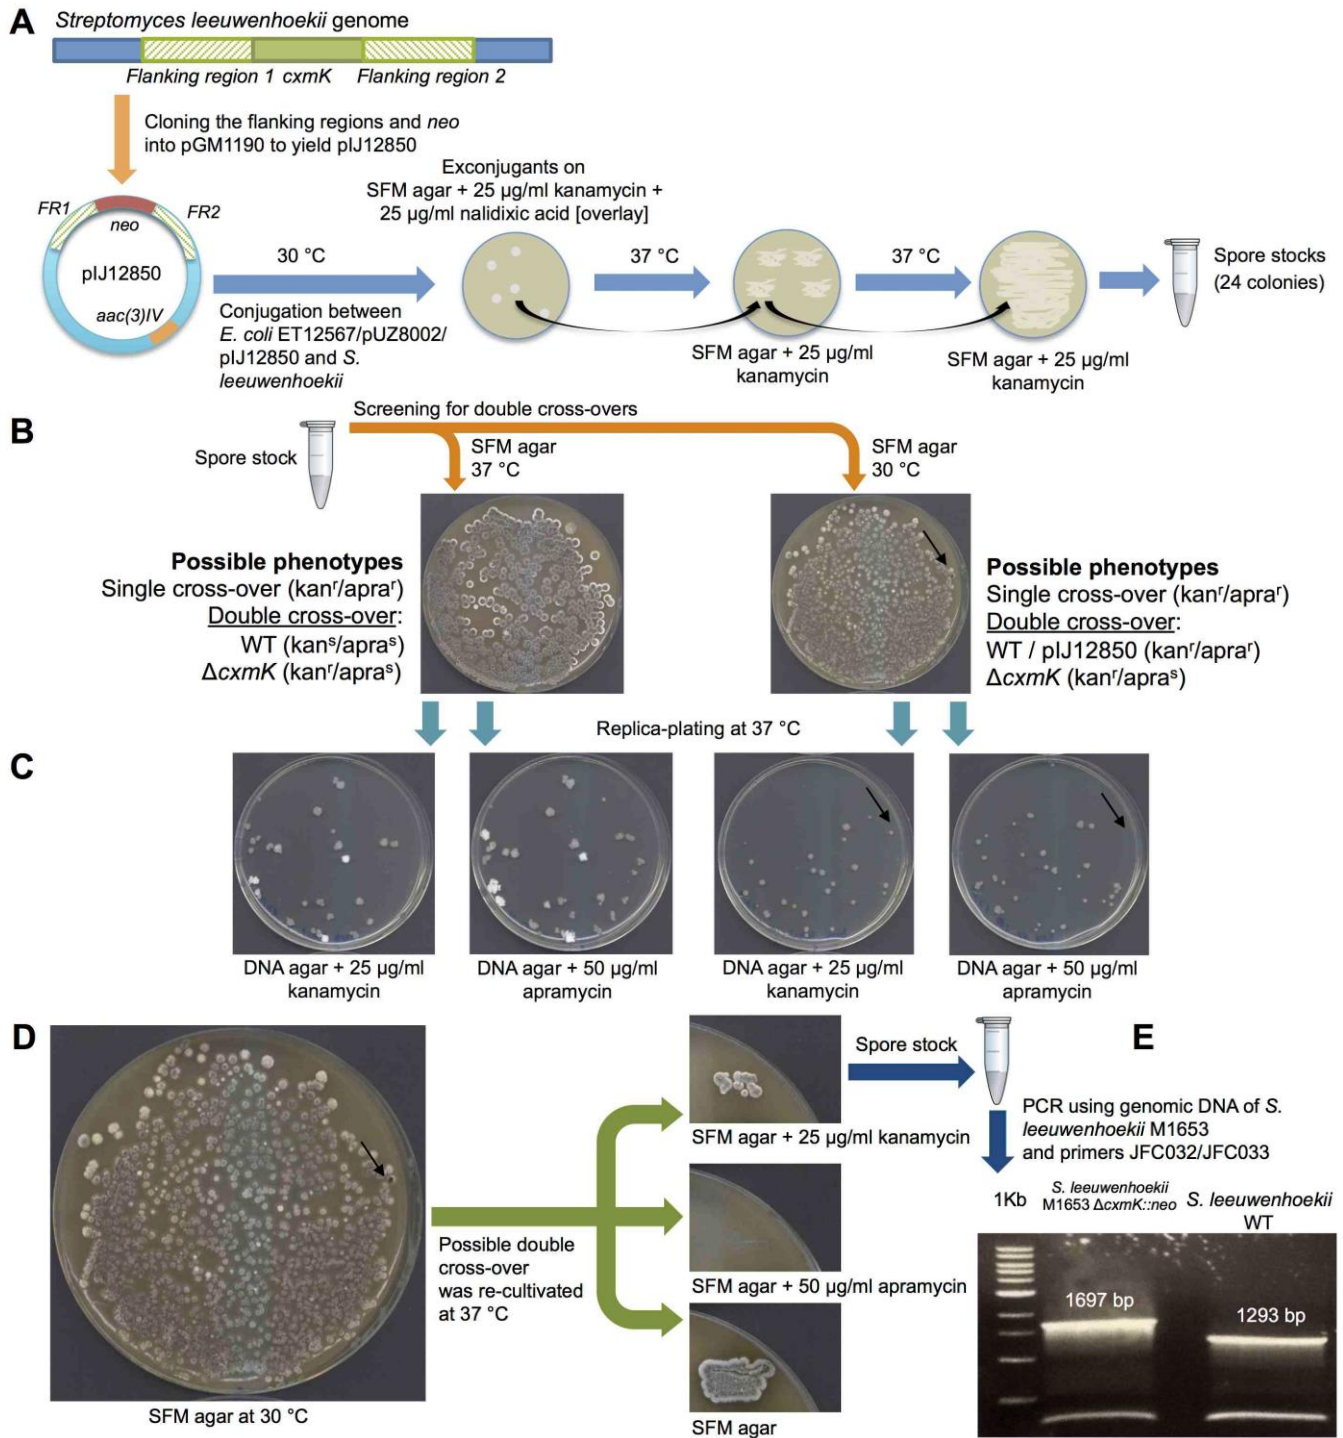 A
Streptomyces leeuwenhoekii genome
Flanking region 1 cxmK Flanking region 2
Cloning the flanking regions and neo
into pGM1190 to yield pIJ12850
FR1
neo
FR2
pIJ12850
aac(3)IV
30 °C
Conjugation between
E. coli ET12567/pUZ8002/
pIJ12850 and S.
leeuwenhoekii
Exconjugants on
SFM agar + 25 µg/ml kanamycin +
25 µg/ml nalidixic acid [overlay]
37 °C
SFM agar + 25 µg/ml
kanamycin
37 °C
SFM agar + 25 µg/ml
kanamycin
Spore stocks
(24 colonies)
B
Spore stock
Screening for double cross-overs
SFM agar
37 °C
SFM agar
30 °C
Possible phenotypes
Single cross-over (kanʳ/apraʳ)
Double cross-over:
WT (kanˢ/apraˢ)
ΔcxmK (kanʳ/apraˢ)
Possible phenotypes
Single cross-over (kanʳ/apraʳ)
Double cross-over:
WT / pIJ12850 (kanʳ/apraʳ)
ΔcxmK (kanʳ/apraˢ)
Replica-plating at 37 °C
C
DNA agar + 25 µg/ml
kanamycin
DNA agar + 50 µg/ml
apramycin
DNA agar + 25 µg/ml
kanamycin
DNA agar + 50 µg/ml
apramycin
D
SFM agar at 30 °C
Possible double
cross-over
was re-cultivated
at 37 °C
SFM agar + 25 µg/ml kanamycin
SFM agar + 50 µg/ml apramycin
SFM agar
Spore stock
E
PCR using genomic DNA of S.
leeuwenhoekii M1653
and primers JFC032/JFC033
1Kb
S. leeuwenhoekii
M1653 ΔcxmK::neo
S. leeuwenhoekii
WT
1697 bp
1293 bp